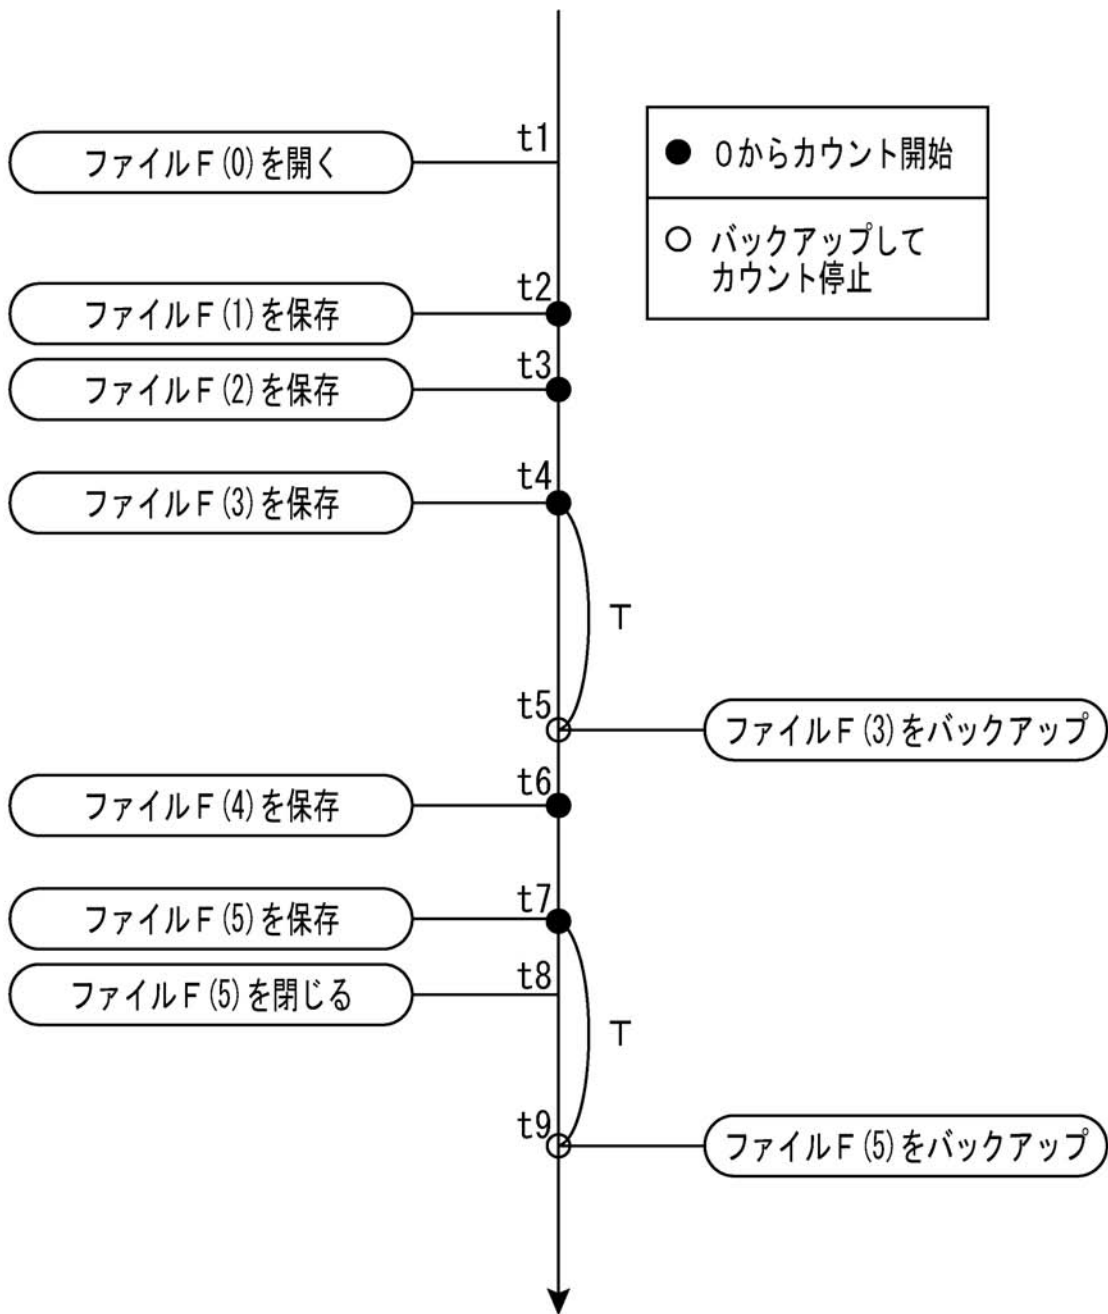 t1
ファイルF(0)を開く
● 0からカウント開始
○ バックアップして
カウント停止
t2
ファイルF(1)を保存
t3
ファイルF(2)を保存
t4
ファイルF(3)を保存
T
t5
ファイルF(3)をバックアップ
t6
ファイルF(4)を保存
t7
ファイルF(5)を保存
t8
ファイルF(5)を閉じる
T
t9
ファイルF(5)をバックアップ